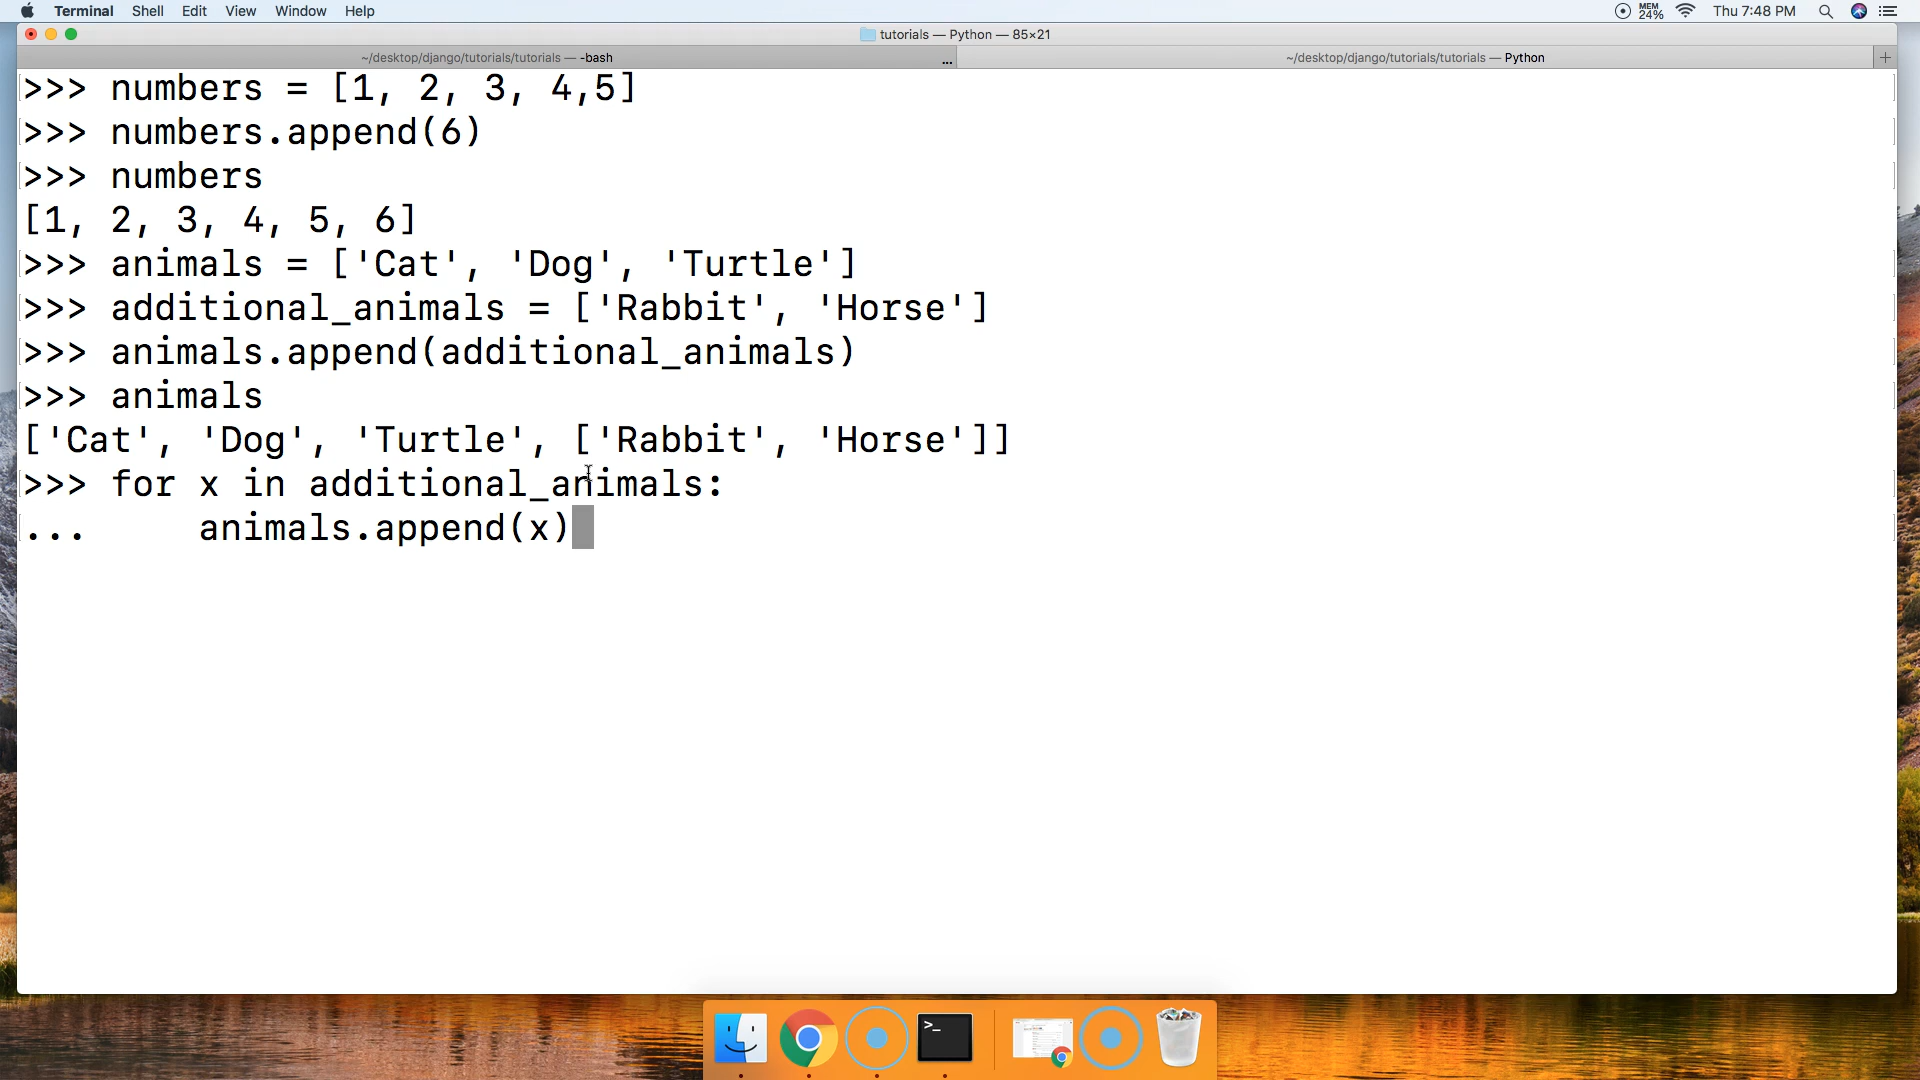 Terminal Shell Edit View Window Help MEM 24% Thu 7:48 PM
tutorials — Python — 85×21
~/desktop/django/tutorials/tutorials — -bash ... ~/desktop/django/tutorials/tutorials — Python +
>>> numbers = [1, 2, 3, 4,5]
>>> numbers.append(6)
>>> numbers
[1, 2, 3, 4, 5, 6]
>>> animals = ['Cat', 'Dog', 'Turtle']
>>> additional_animals = ['Rabbit', 'Horse']
>>> animals.append(additional_animals)
>>> animals
['Cat', 'Dog', 'Turtle', ['Rabbit', 'Horse']]
>>> for x in additional_animals:
...     animals.append(x)
>_